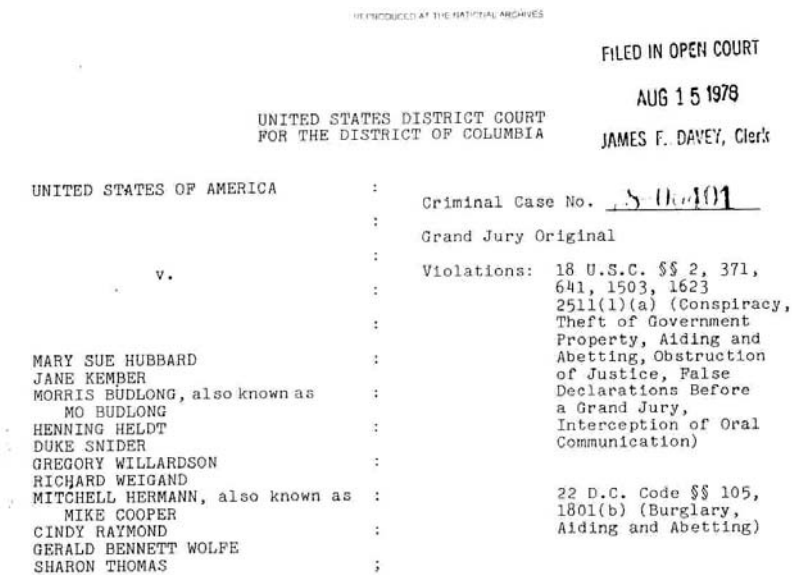 REPRODUCED AT THE NATIONAL ARCHIVES
FILED IN OPEN COURT
AUG 15 1978
JAMES F. DAVEY, Clerk
UNITED STATES DISTRICT COURT
FOR THE DISTRICT OF COLUMBIA
UNITED STATES OF AMERICA :
v.
MARY SUE HUBBARD :
JANE KEMBER
MORRIS BUDLONG, also known as :
MO BUDLONG
HENNING HELDT :
DUKE SNIDER
GREGORY WILLARDSON :
RICHARD WEIGAND
MITCHELL HERMANN, also known as :
MIKE COOPER
CINDY RAYMOND :
GERALD BENNETT WOLFE
SHARON THOMAS ;
Criminal Case No.
Grand Jury Original
Violations: 18 U.S.C. §§ 2, 371,
641, 1503, 1623
2511(1)(a) (Conspiracy,
Theft of Government
Property, Aiding and
Abetting, Obstruction
of Justice, False
Declarations Before
a Grand Jury,
Interception of Oral
Communication)
22 D.C. Code §§ 105,
1801(b) (Burglary,
Aiding and Abetting)